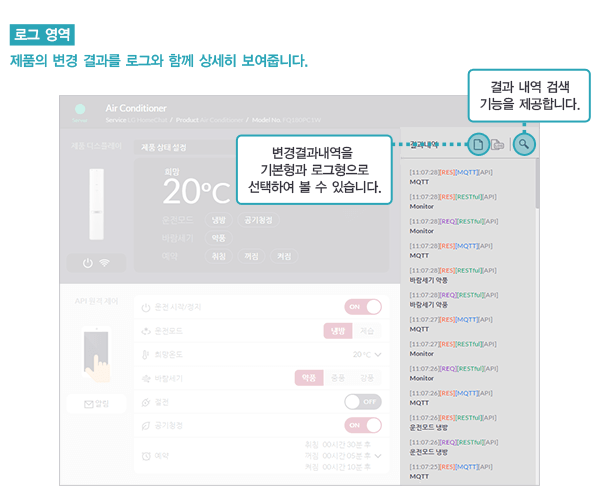 로그 영역
제품의 변경 결과를 로그와 함께 상세히 보여줍니다.
결과 내역 검색
기능을 제공합니다.
변경결과내역을
기본형과 로그형으로
선택하여 볼 수 있습니다.
Air Conditioner
Service / Product Air Conditioner / Model No.
제품 디스플레이
제품 상태 설정
희망
20°C
운전모드 냉방 공기청정
바람세기 약풍
예약 취침 꺼짐 켜짐
API 원격 제어
알림
운전 시작/정지 ON
운전모드 냉방 제습
희망온도 20°C
바람세기 약풍 중풍 강풍
절전 OFF
공기청정 ON
예약
취침 00시간 20분 후
꺼짐 00시간 05분 후
켜짐 00시간 10분 후
결과내역
[11:07:28][RES][MQTT][API]
MQTT
[11:07:28][RES][RESTful][API]
Monitor
[11:07:28][REQ][RESTful][API]
Monitor
[11:07:28][RES][MQTT][API]
MQTT
[11:07:28][RES][RESTful][API]
바람세기 약풍
[11:07:28][REQ][RESTful][API]
바람세기 약풍
[11:07:27][RES][MQTT][API]
MQTT
[11:07:27][RES][RESTful][API]
Monitor
[11:07:26][REQ][RESTful][API]
Monitor
[11:07:26][RES][MQTT][API]
MQTT
[11:07:26][RES][RESTful][API]
운전모드 냉방
[11:07:26][REQ][RESTful][API]
운전모드 냉방
[11:07:25][RES][MQTT][API]
MQTT